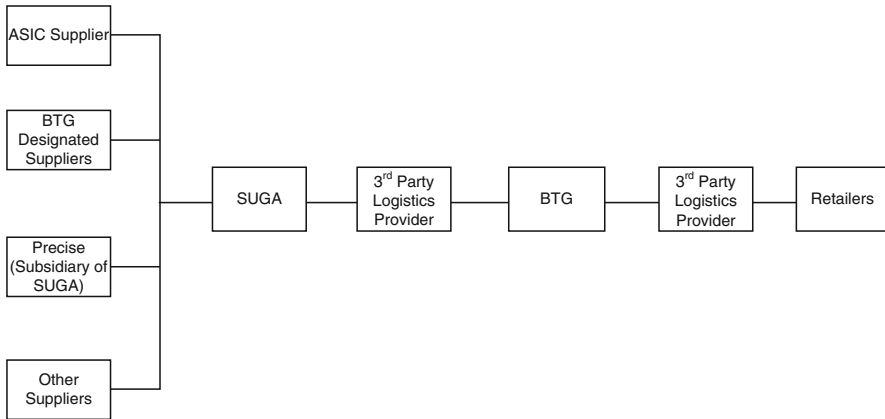 ASIC Supplier
BTG
Designated
Suppliers
Precise
(Subsidiary of
SUGA)
Other
Suppliers
SUGA
3rd Party
Logistics
Provider
BTG
3rd Party
Logistics
Provider
Retailers